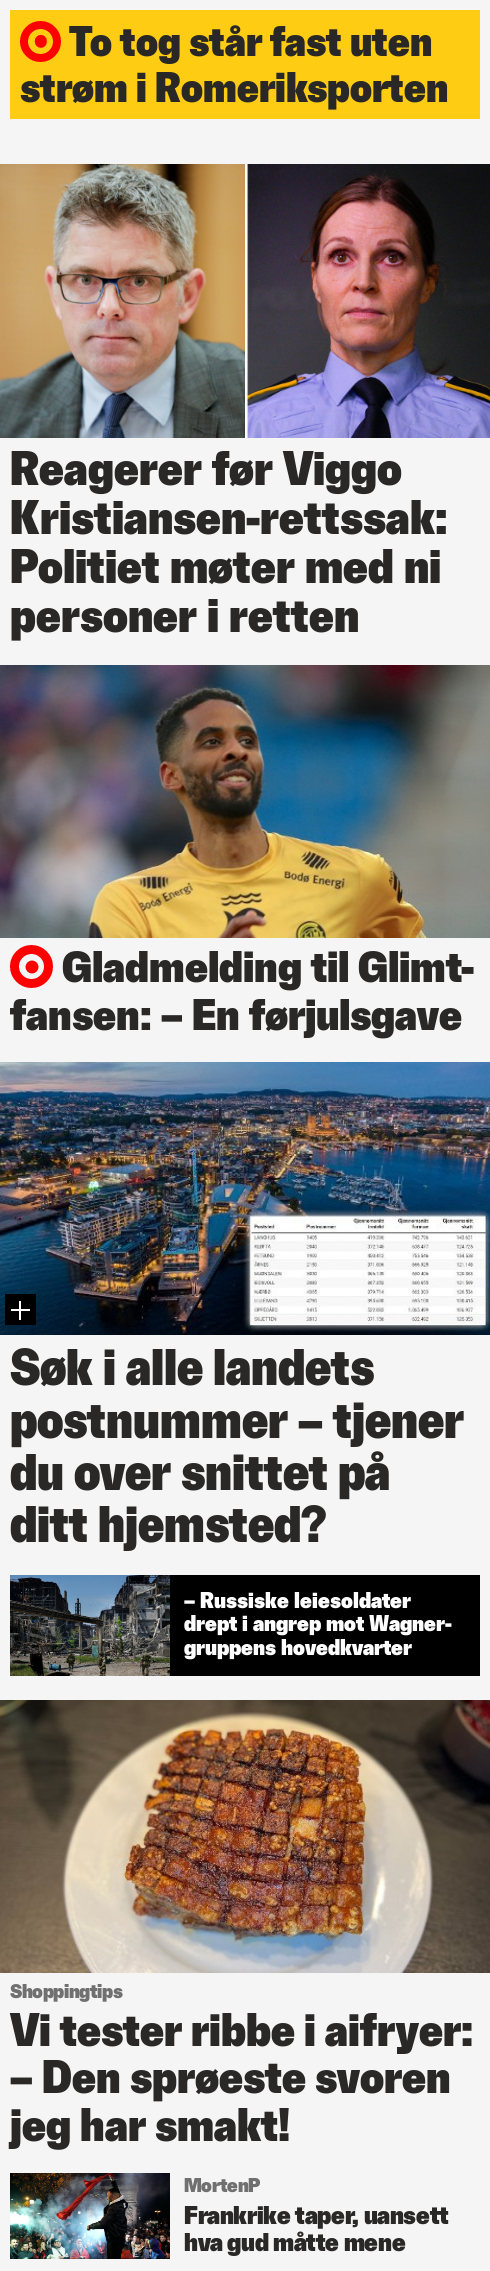 To tog står fast uten
strøm i Romeriksporten
Reagerer før Viggo
Kristiansen-rettssak:
Politiet møter med ni
personer i retten
Bodø Energi
Bodø Energi
Gladmelding til Glimt-
fansen: – En førjulsgave
Søk i alle landets
postnummer – tjener
du over snittet på
ditt hjemsted?
– Russiske leiesoldater
drept i angrep mot Wagner-
gruppens hovedkvarter
Shoppingtips
Vi tester ribbe i aifryer:
– Den sprøeste svoren
jeg har smakt!
MortenP
Frankrike taper, uansett
hva gud måtte mene